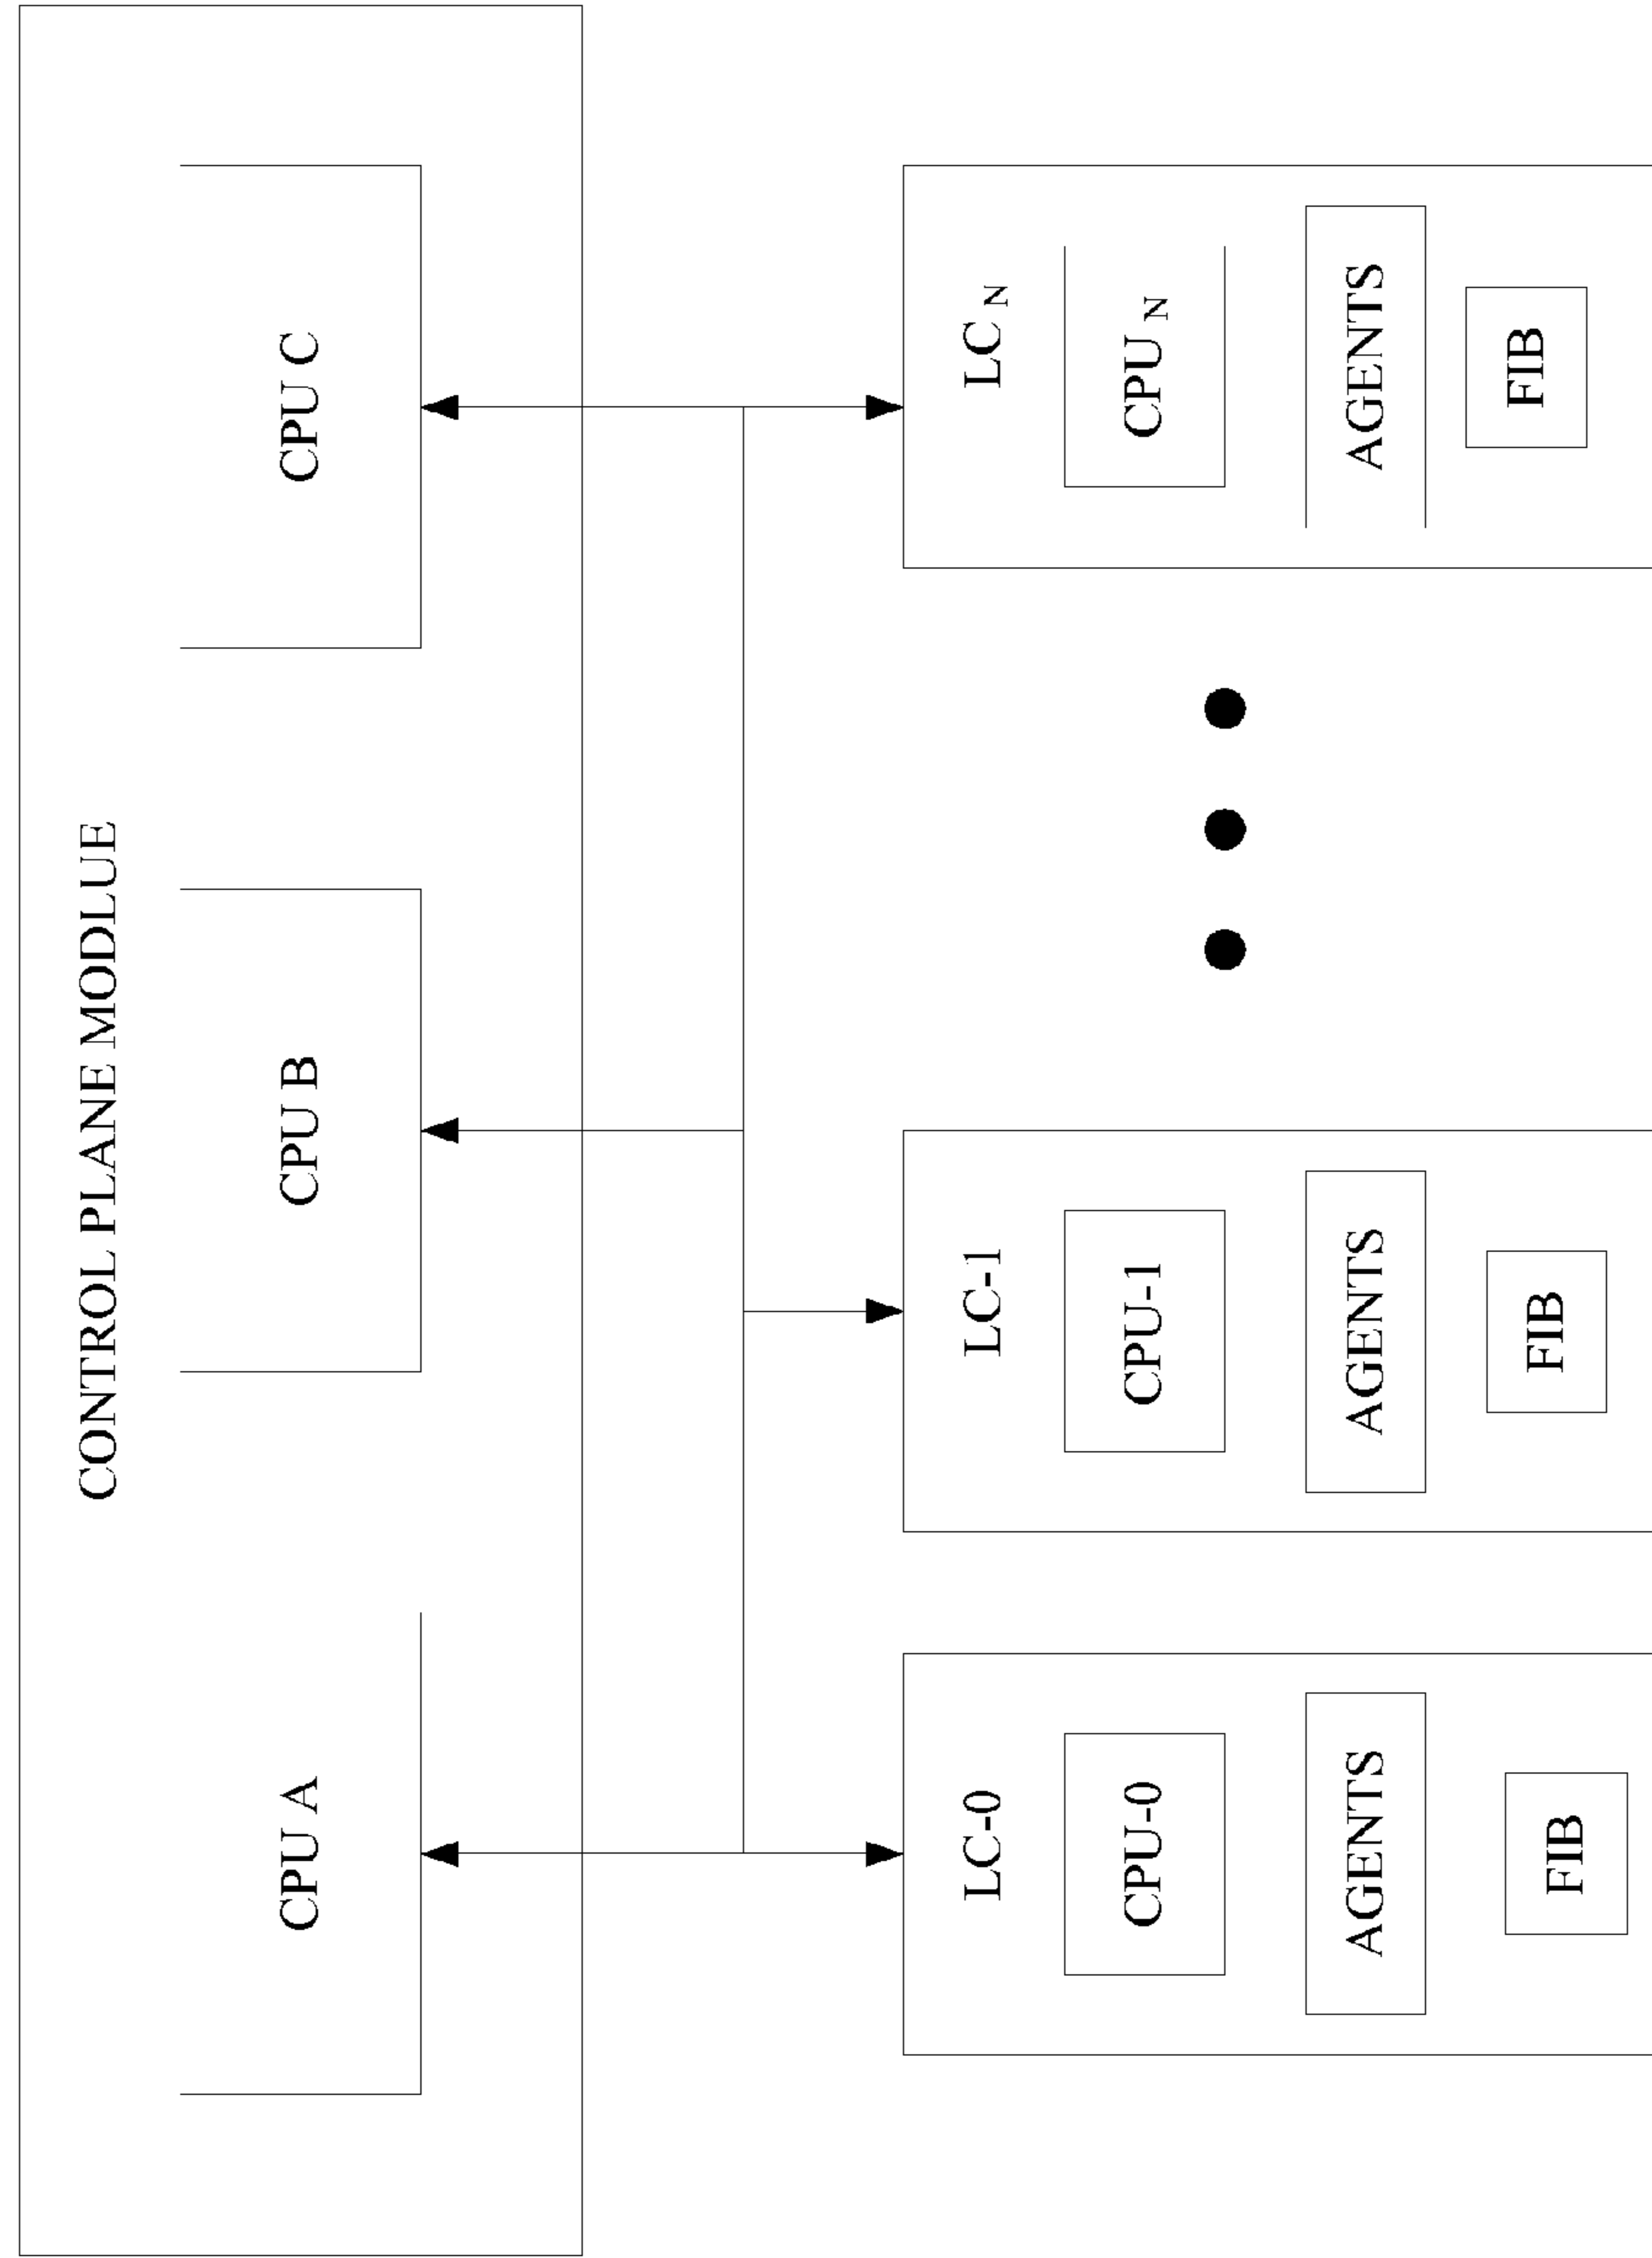 CONTROL PLANE MODLUE
CPU A
CPU B
CPU C
LC-0
CPU-0
AGENTS
FIB
LC-1
CPU-1
AGENTS
FIB
LC N
CPU N
AGENTS
FIB